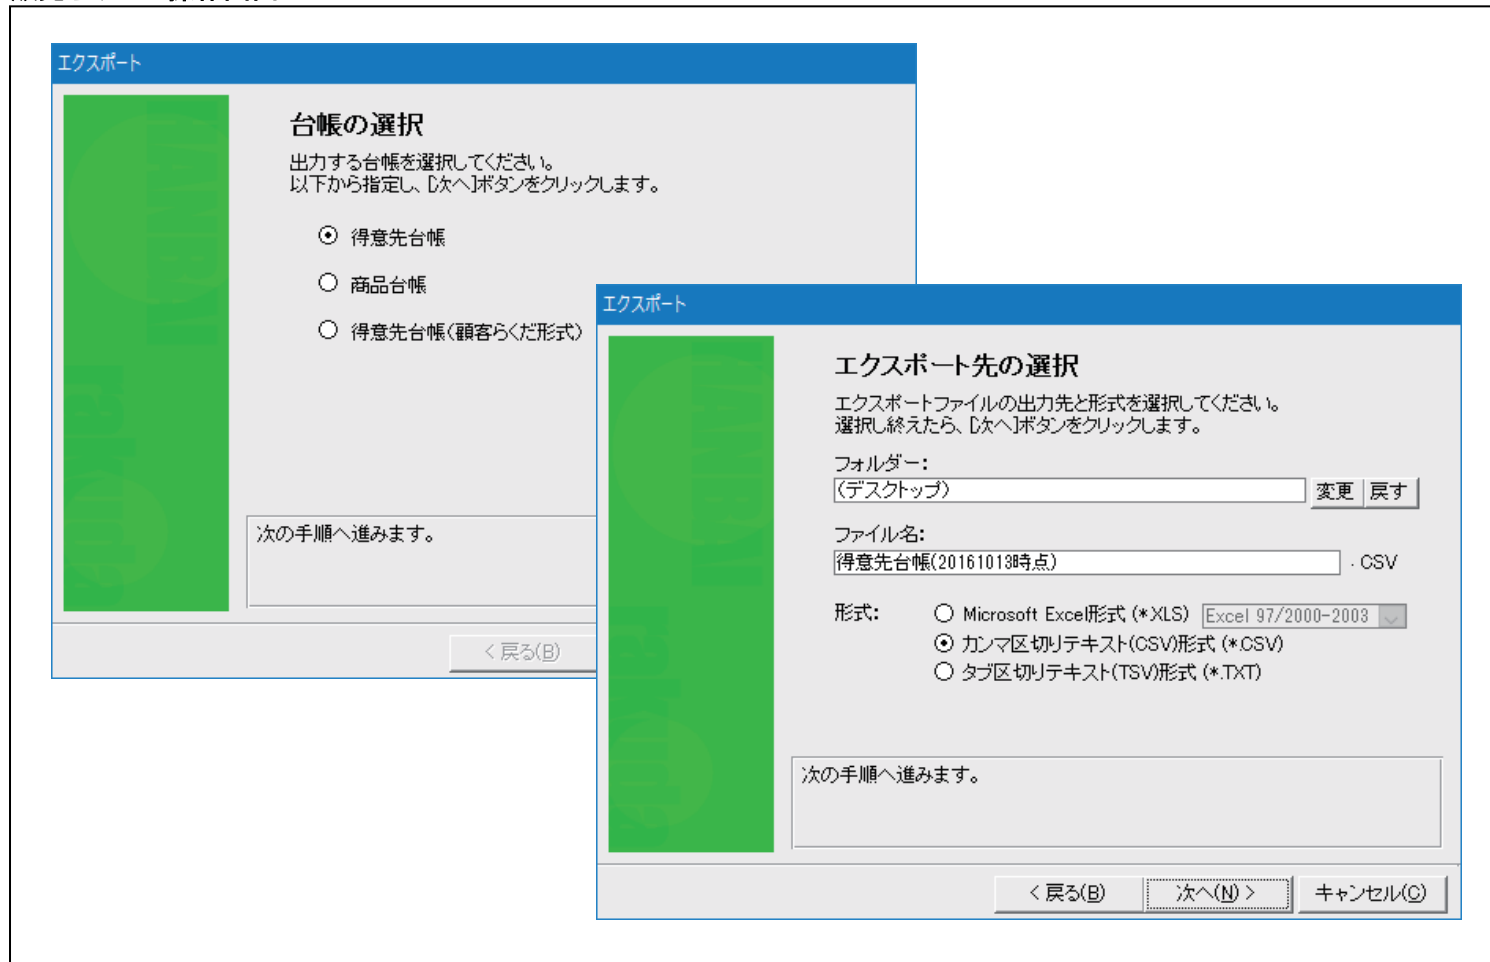 エクスポート
台帳の選択
出力する台帳を選択してください。
以下から指定し、[次へ]ボタンをクリックします。
得意先台帳
商品台帳
得意先台帳(顧客らくだ形式)
次の手順へ進みます。
< 戻る(B)
エクスポート
エクスポート先の選択
エクスポートファイルの出力先と形式を選択してください。
選択し終えたら、[次へ]ボタンをクリックします。
フォルダー:
(デスクトップ) 変更 戻す
ファイル名:
得意先台帳(20161013時点) . CSV
形式: Microsoft Excel形式 (*.XLS) Excel 97/2000-2003
カンマ区切りテキスト(CSV)形式 (*.CSV)
タブ区切りテキスト(TSV)形式 (*.TXT)
次の手順へ進みます。
< 戻る(B) 次へ(N) > キャンセル(C)